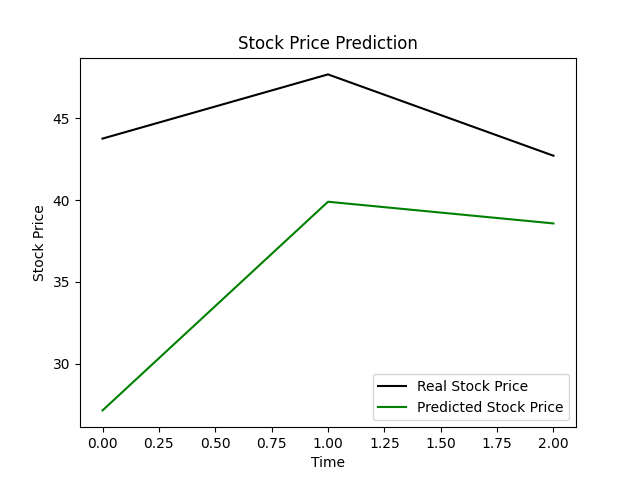 Stock Price Prediction
Stock Price
45
40
35
30
Real Stock Price
Predicted Stock Price
0.00 0.25 0.50 0.75 1.00 1.25 1.50 1.75 2.00
Time